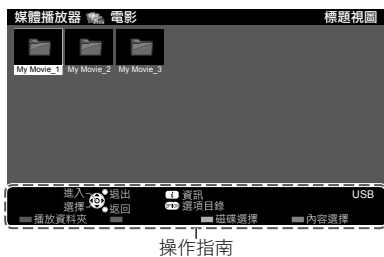 媒體播放器 電影 標題視圖
My Movie_1 My Movie_2 My Movie_3
進入 退出 資訊 USB
選擇 返回 選項目錄
播放資料夾 磁碟選擇 內容選擇
操作指南